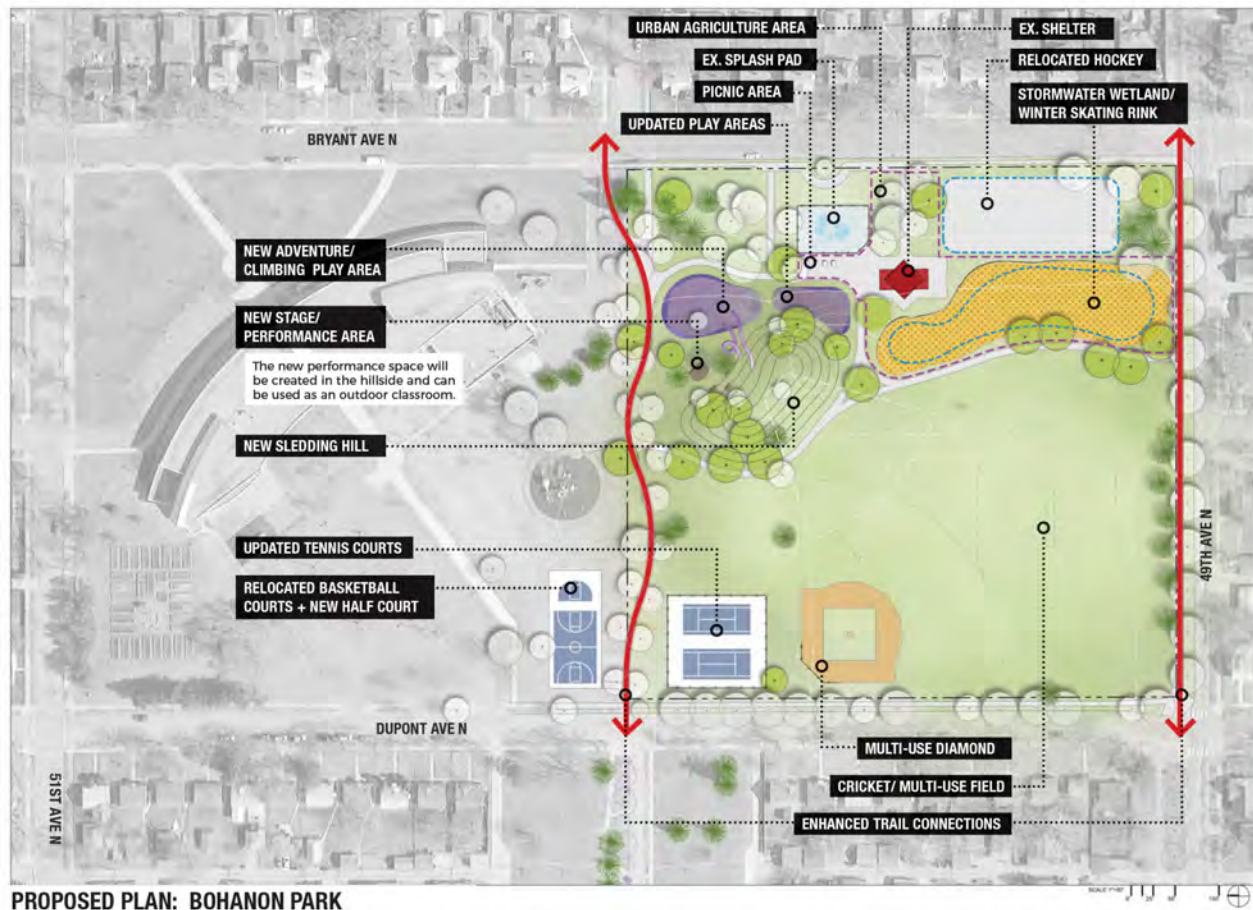 URBAN AGRICULTURE AREA
EX. SPLASH PAD
PICNIC AREA
UPDATED PLAY AREAS
EX. SHELTER
RELOCATED HOCKEY
STORMWATER WETLAND/
WINTER SKATING RINK
BRYANT AVE N
NEW ADVENTURE/
CLIMBING PLAY AREA
NEW STAGE/
PERFORMANCE AREA
The new performance space will
be created in the hillside and can
be used as an outdoor classroom.
NEW SLEDDING HILL
UPDATED TENNIS COURTS
RELOCATED BASKETBALL
COURTS + NEW HALF COURT
49TH AVE N
DUPONT AVE N
51ST AVE N
MULTI-USE DIAMOND
CRICKET/ MULTI-USE FIELD
ENHANCED TRAIL CONNECTIONS
PROPOSED PLAN: BOHANON PARK